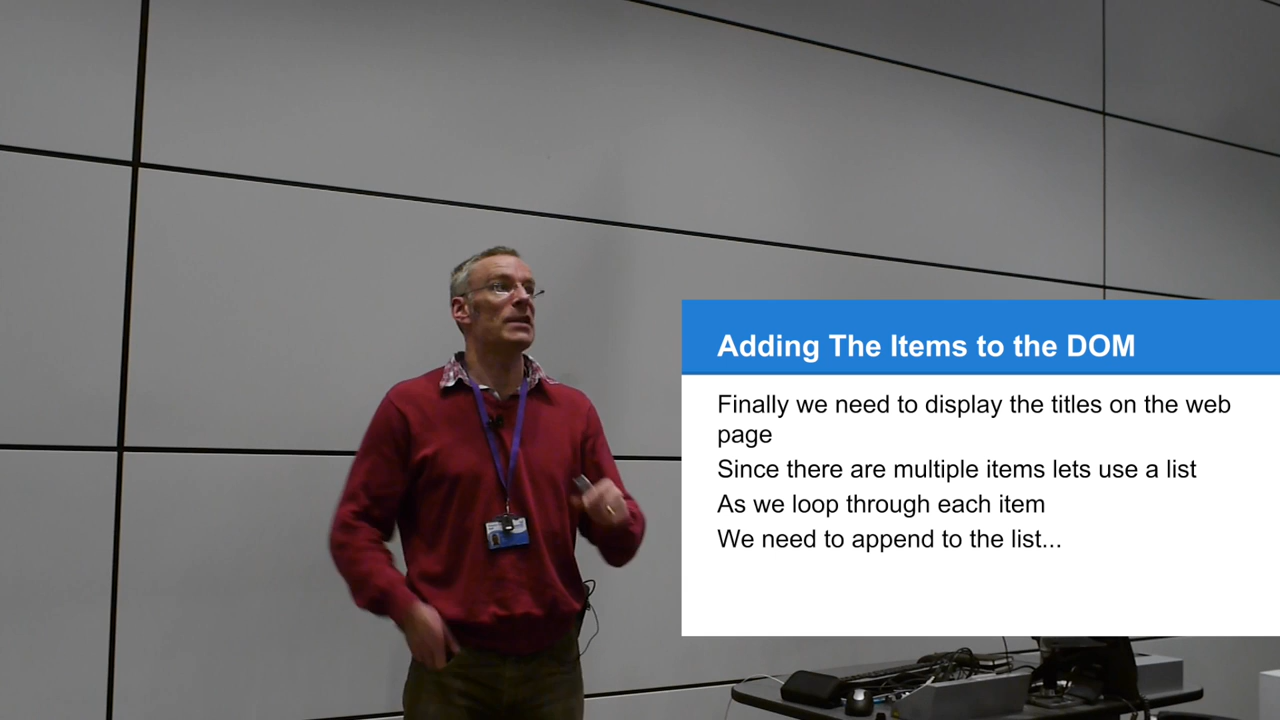 Adding The Items to the DOM
Finally we need to display the titles on the web
page
Since there are multiple items lets use a list
As we loop through each item
We need to append to the list...